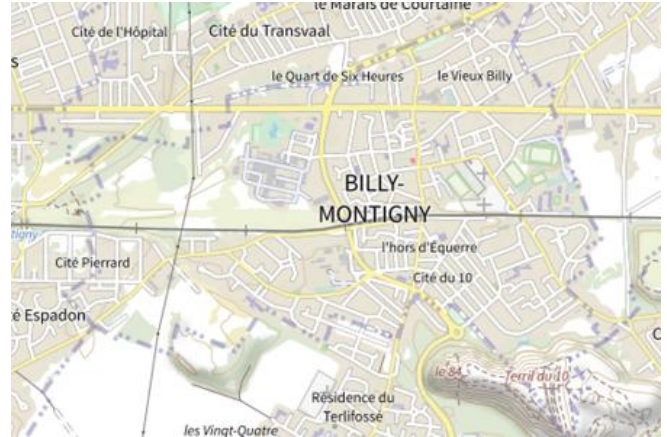 le Marais de Courtaine
Cité de l'Hôpital
Cité du Transvaal
le Quart de Six Heures
le Vieux Billy
BILLY-
MONTIGNY
l'hors d'Équerre
Cité Pierrard
Cité du 10
té Espadon
le 84
Terril du 10
Résidence du
Terlifosse
les Vingt-Quatre